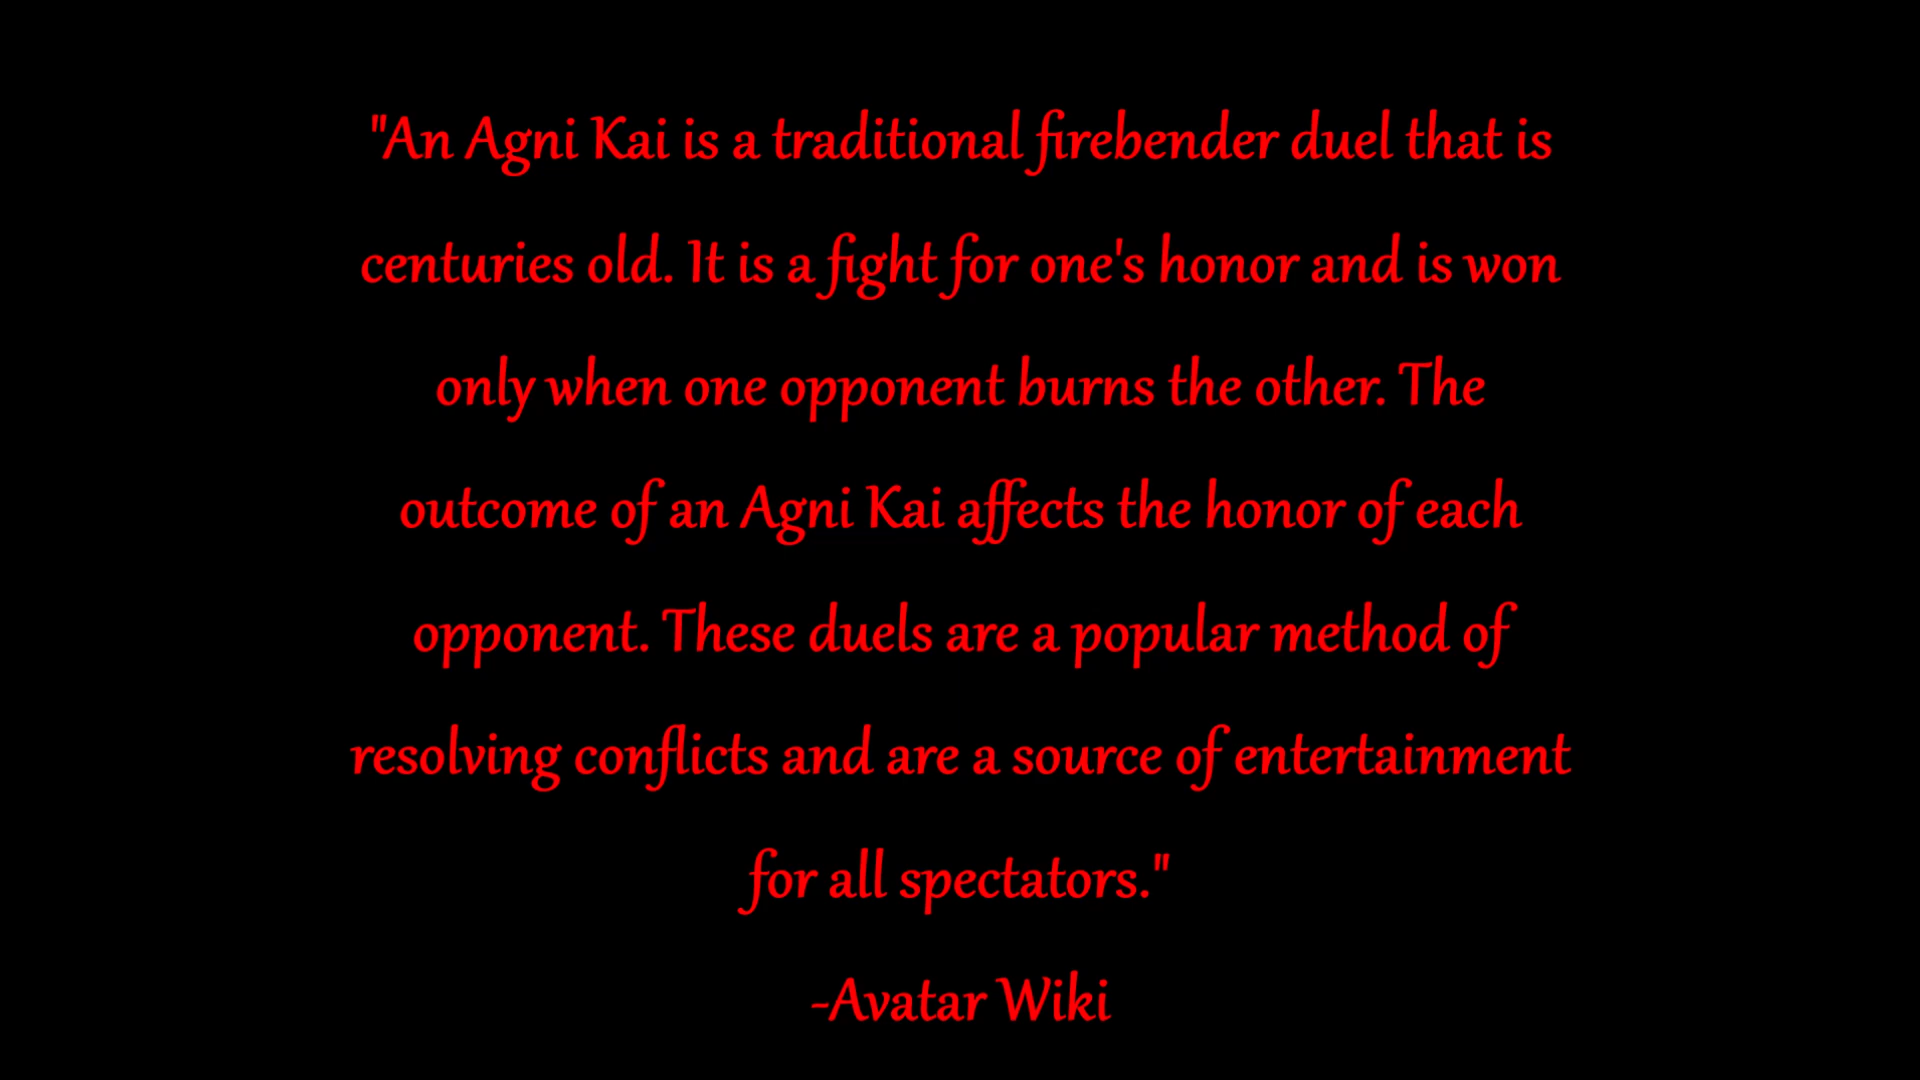 "An Agni Kai is a traditional firebender duel that is
centuries old. It is a fight for one's honor and is won
only when one opponent burns the other. The
outcome of an Agni Kai affects the honor of each
opponent. These duels are a popular method of
resolving conflicts and are a source of entertainment
for all spectators."
-Avatar Wiki